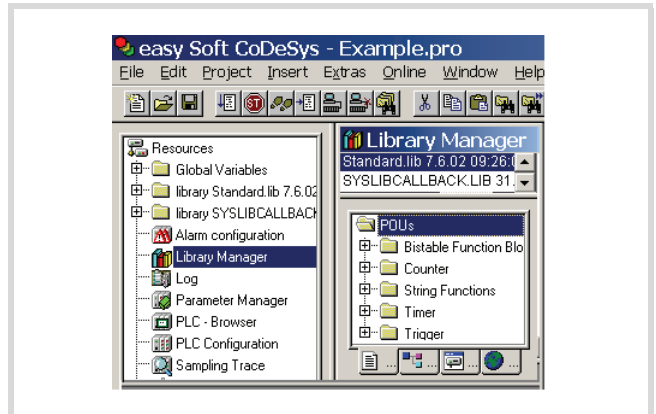 easy Soft CoDeSys - Example.pro
File Edit Project Insert Extras Online Window Help
Resources
Global Variables
library Standard.lib 7.6.02
library SYSLIBCALLBACK
Alarm configuration
Library Manager
Log
Parameter Manager
PLC - Browser
PLC Configuration
Sampling Trace
Library Manager
Standard.lib 7.6.02 09:26:0
SYSLIBCALLBACK.LIB 31.
POUs
Bistable Function Blo
Counter
String Functions
Timer
Trigger
... ... ... ...